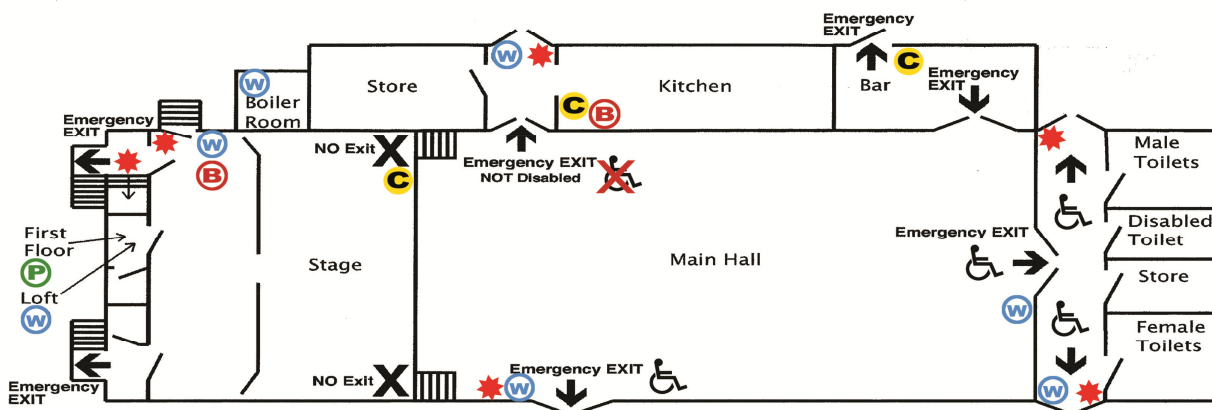 Emergency
EXIT
W
Emergency
EXIT
C
Bar
Emergency
EXIT
W
Boiler
Room
Store
Kitchen
C
B
Emergency
EXIT
W
B
NO Exit
X
C
Emergency EXIT
NOT Disabled
Male
Toilets
First
Floor
P
Loft
W
Stage
Main Hall
Emergency EXIT
W
Disabled
Toilet
Store
Female
Toilets
Emergency
EXIT
NO Exit
X
W
Emergency EXIT
W